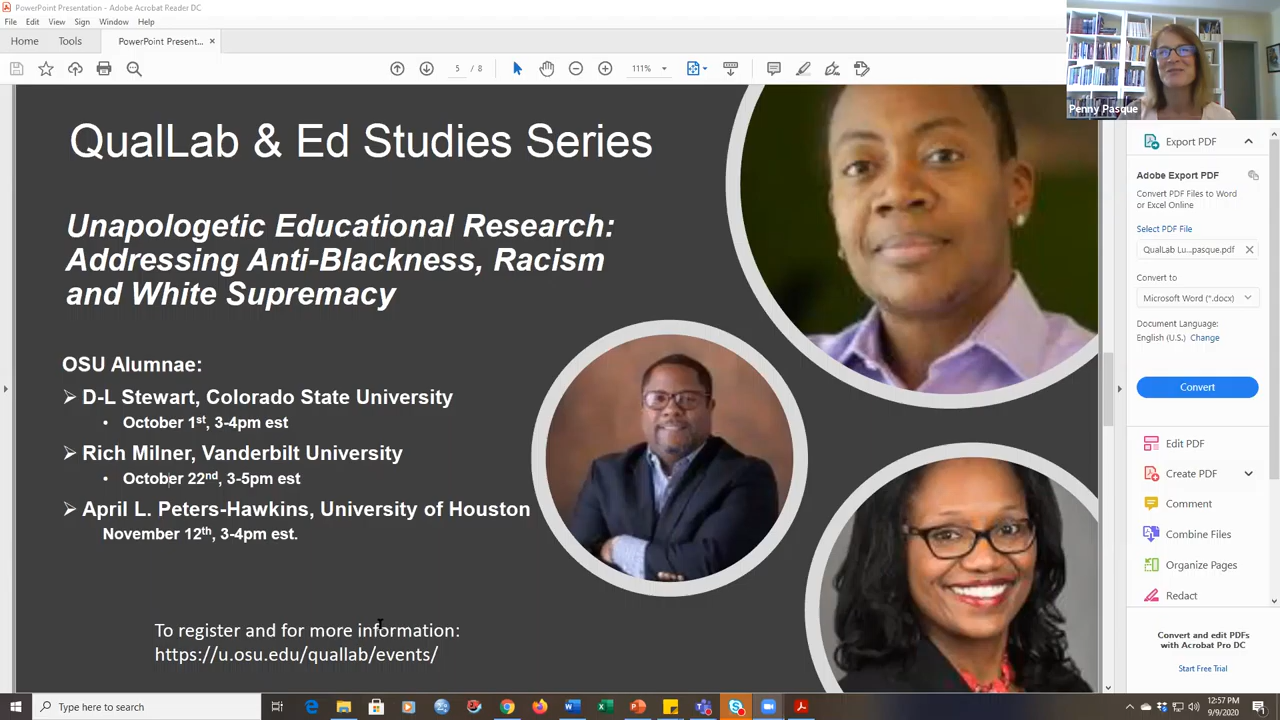 PowerPoint Presentation - Adobe Acrobat Reader DC
File Edit View Sign Window Help
Home Tools PowerPoint Present... ×
5 / 111%
Penny Pasque
QualLab & Ed Studies Series
Unapologetic Educational Research:
Addressing Anti-Blackness, Racism
and White Supremacy
OSU Alumnae:
➢ D-L Stewart, Colorado State University
• October 1st, 3-4pm est
➢ Rich Milner, Vanderbilt University
• October 22nd, 3-5pm est
➢ April L. Peters-Hawkins, University of Houston
November 12th, 3-4pm est.
To register and for more information:
https://u.osu.edu/quallab/events/
Export PDF
Adobe Export PDF
Convert PDF Files to Word
or Excel Online
Select PDF File
QualLab Lu...pasque.pdf
Convert to
Microsoft Word (*.docx)
Document Language:
English (U.S.) Change
Convert
Edit PDF
Create PDF
Comment
Combine Files
Organize Pages
Redact
Convert and edit PDFs
with Acrobat Pro DC
Start Free Trial
Type here to search
12:57 PM
9/9/2020